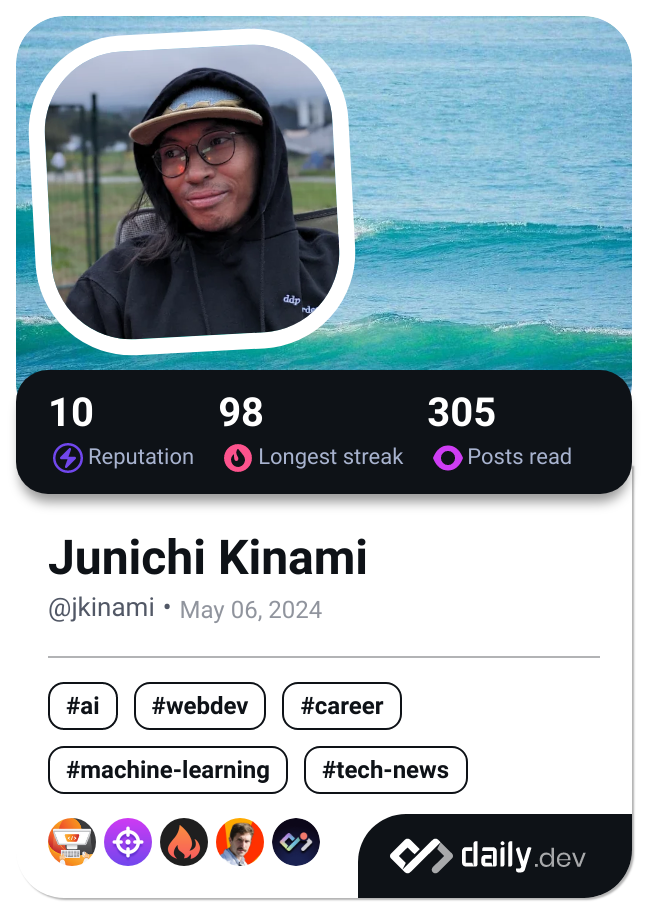 10 98 305
Reputation Longest streak Posts read
Junichi Kinami
@jkinami • May 06, 2024
#ai #webdev #career
#machine-learning #tech-news
daily.dev